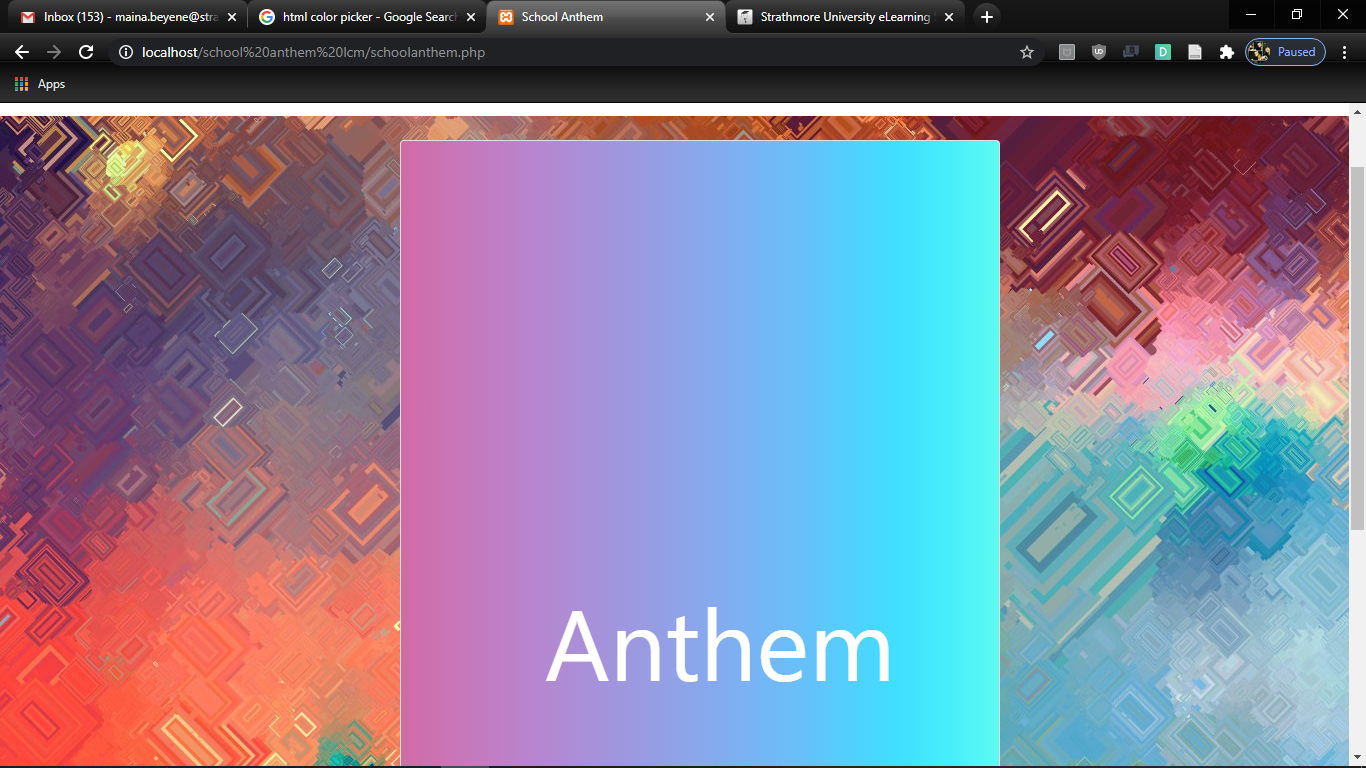 Inbox (153) - maina.beyene@stra
html color picker - Google Search
School Anthem
Strathmore University eLearning S
localhost/school%20anthem%20lcm/schoolanthem.php
Paused
Apps
Anthem